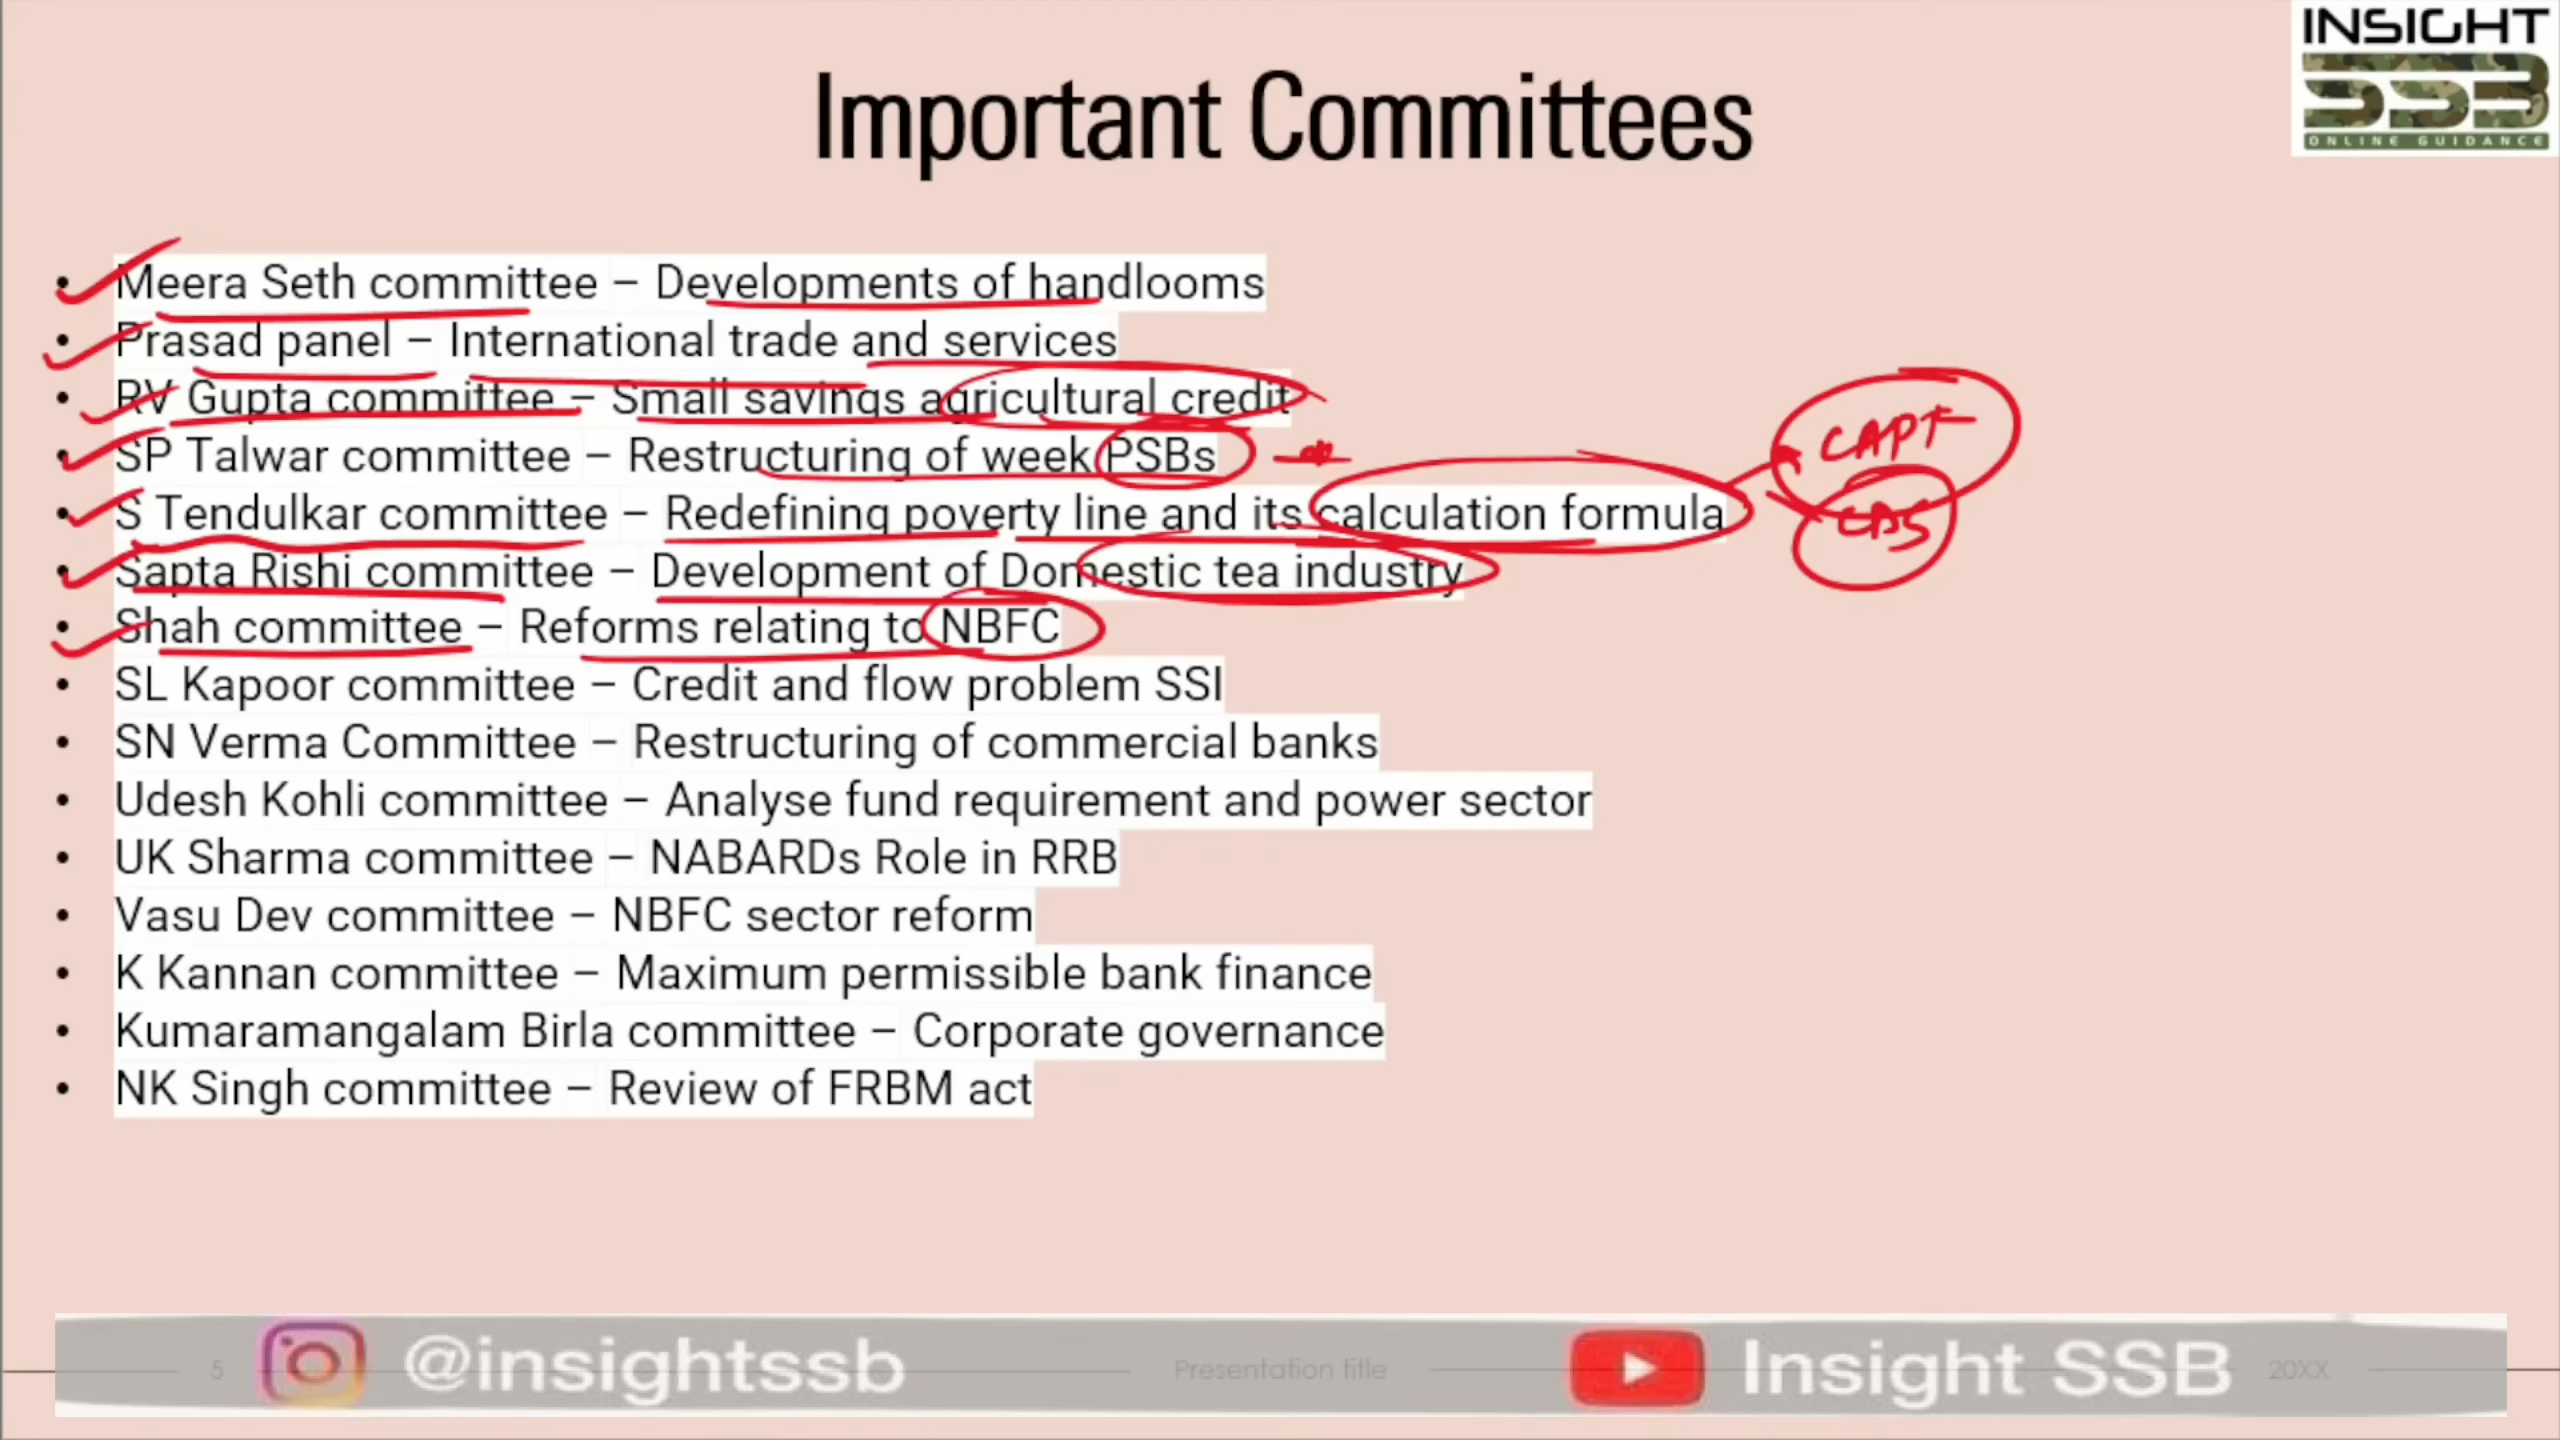 INSIGHT
SSB
ONLINE GUIDANCE
Important Committees
• Meera Seth committee – Developments of handlooms
• Prasad panel – International trade and services
• RV Gupta committee – Small savings agricultural credit
• SP Talwar committee – Restructuring of week PSBs
CAPF
• S Tendulkar committee – Redefining poverty line and its calculation formula
CDS
• Sapta Rishi committee – Development of Domestic tea industry
• Shah committee – Reforms relating to NBFC
• SL Kapoor committee – Credit and flow problem SSI
• SN Verma Committee – Restructuring of commercial banks
• Udesh Kohli committee – Analyse fund requirement and power sector
• UK Sharma committee – NABARDs Role in RRB
• Vasu Dev committee – NBFC sector reform
• K Kannan committee – Maximum permissible bank finance
• Kumaramangalam Birla committee – Corporate governance
• NK Singh committee – Review of FRBM act
5 @insightssb Presentation title Insight SSB 20XX